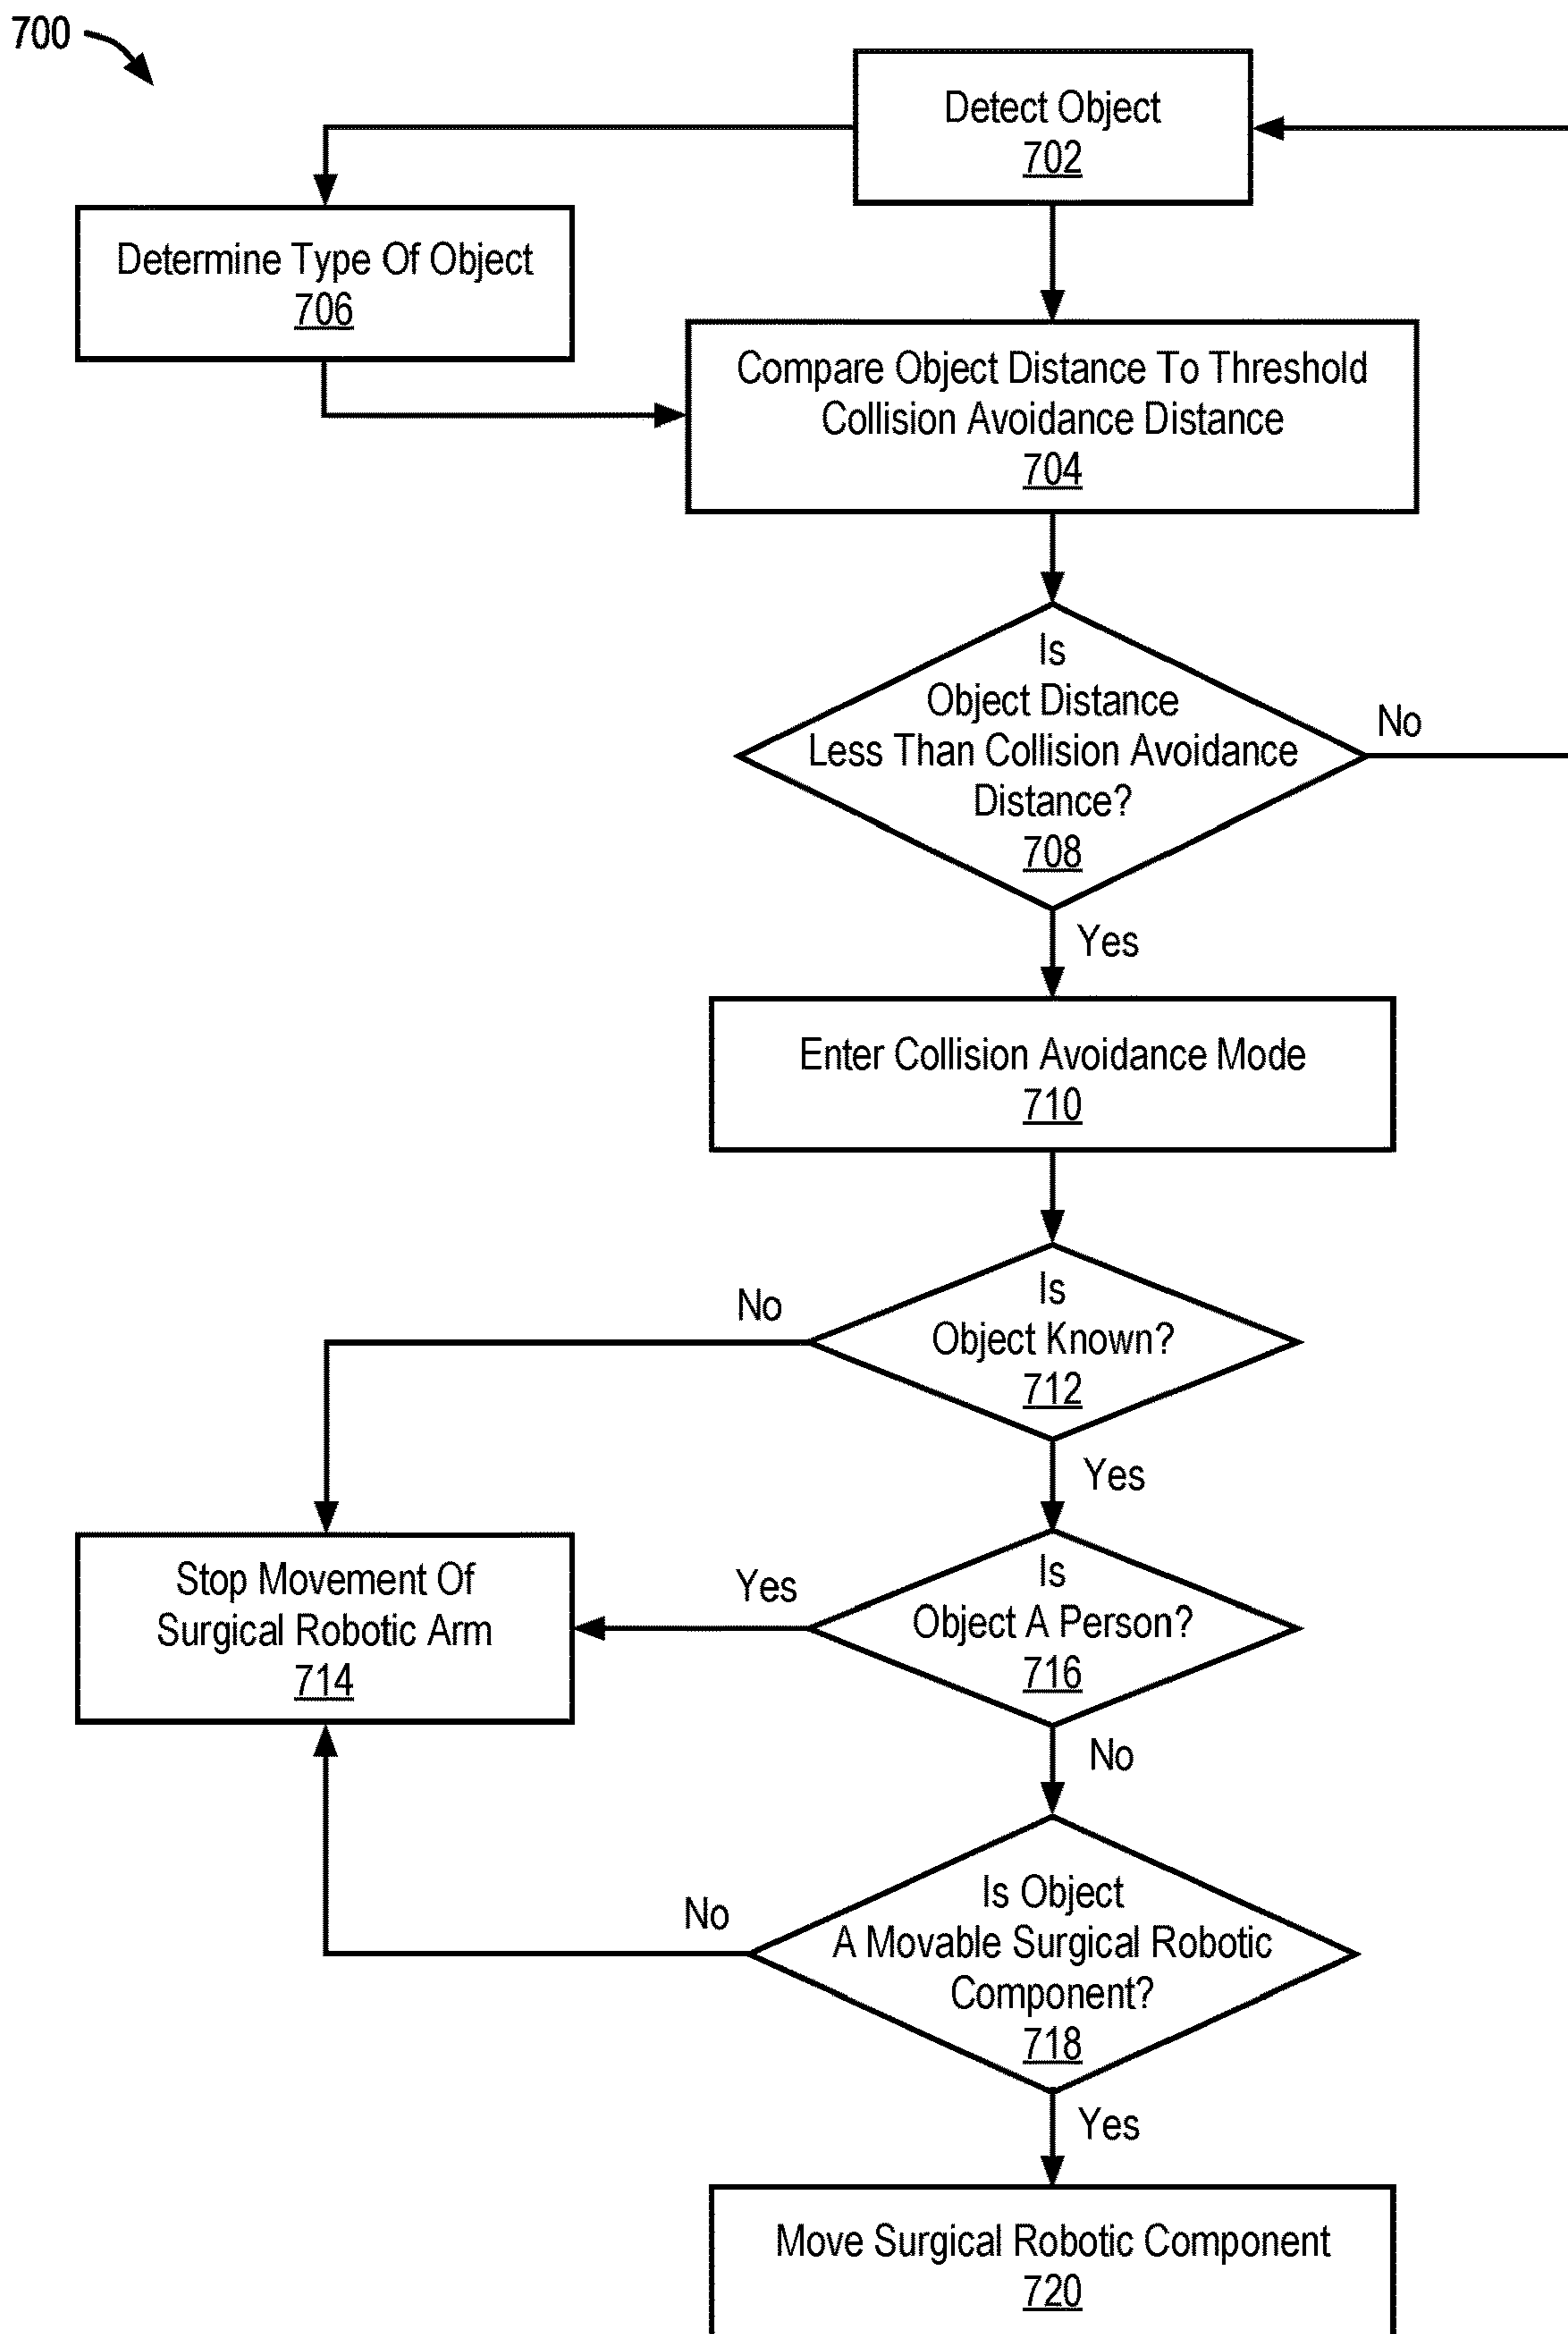 700
Detect Object
702
Determine Type Of Object
706
Compare Object Distance To Threshold
Collision Avoidance Distance
704
Is
Object Distance
Less Than Collision Avoidance
Distance?
708
No
Yes
Enter Collision Avoidance Mode
710
Is
Object Known?
712
No
Yes
Stop Movement Of
Surgical Robotic Arm
714
Yes
Is
Object A Person?
716
No
Is Object
A Movable Surgical Robotic
Component?
718
No
Yes
Move Surgical Robotic Component
720